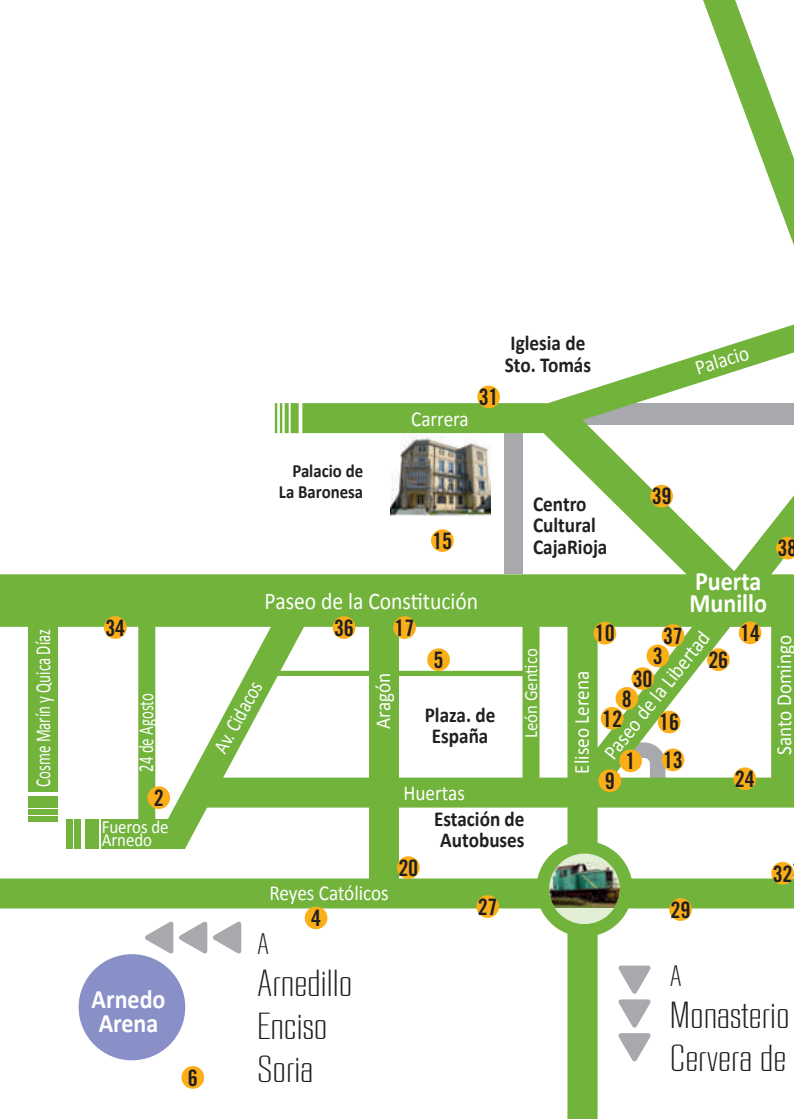 Iglesia de
Sto. Tomás
Palacio
31
Carrera
Palacio de
La Baronesa
39
Centro
Cultural
CajaRioja
15
38
Puerta
Munillo
Paseo de la Constitución
34
36
17
10
37
14
5
3
26
30
8
12
16
1
13
9
24
2
Cosme Marín y Quica Díaz
24 de Agosto
Av. Cidacos
Aragón
León Gentico
Eliseo Lerena
Paseo de la Libertad
Santo Domingo
Plaza. de
España
Huertas
Fueros de
Arnedo
Estación de
Autobuses
20
32
Reyes Católicos
4
27
29
A
Arnedillo
Enciso
Soria
Arnedo
Arena
6
A
Monasterio
Cervera de